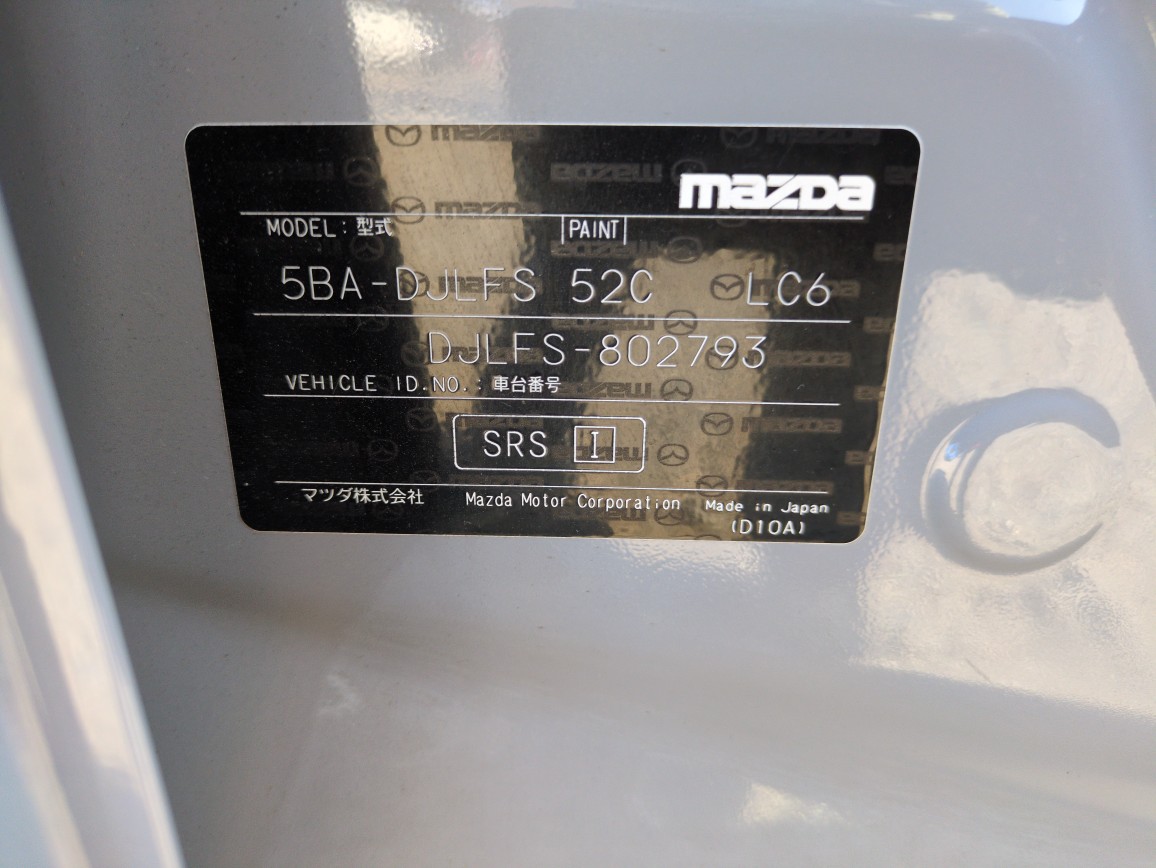 mazda
MODEL : 型式 PAINT
5BA-DJLFS 52C LC6
DJLFS-802793
VEHICLE ID.NO. : 車台番号
SRS I
マツダ株式会社 Mazda Motor Corporation Made in Japan
(D10A)